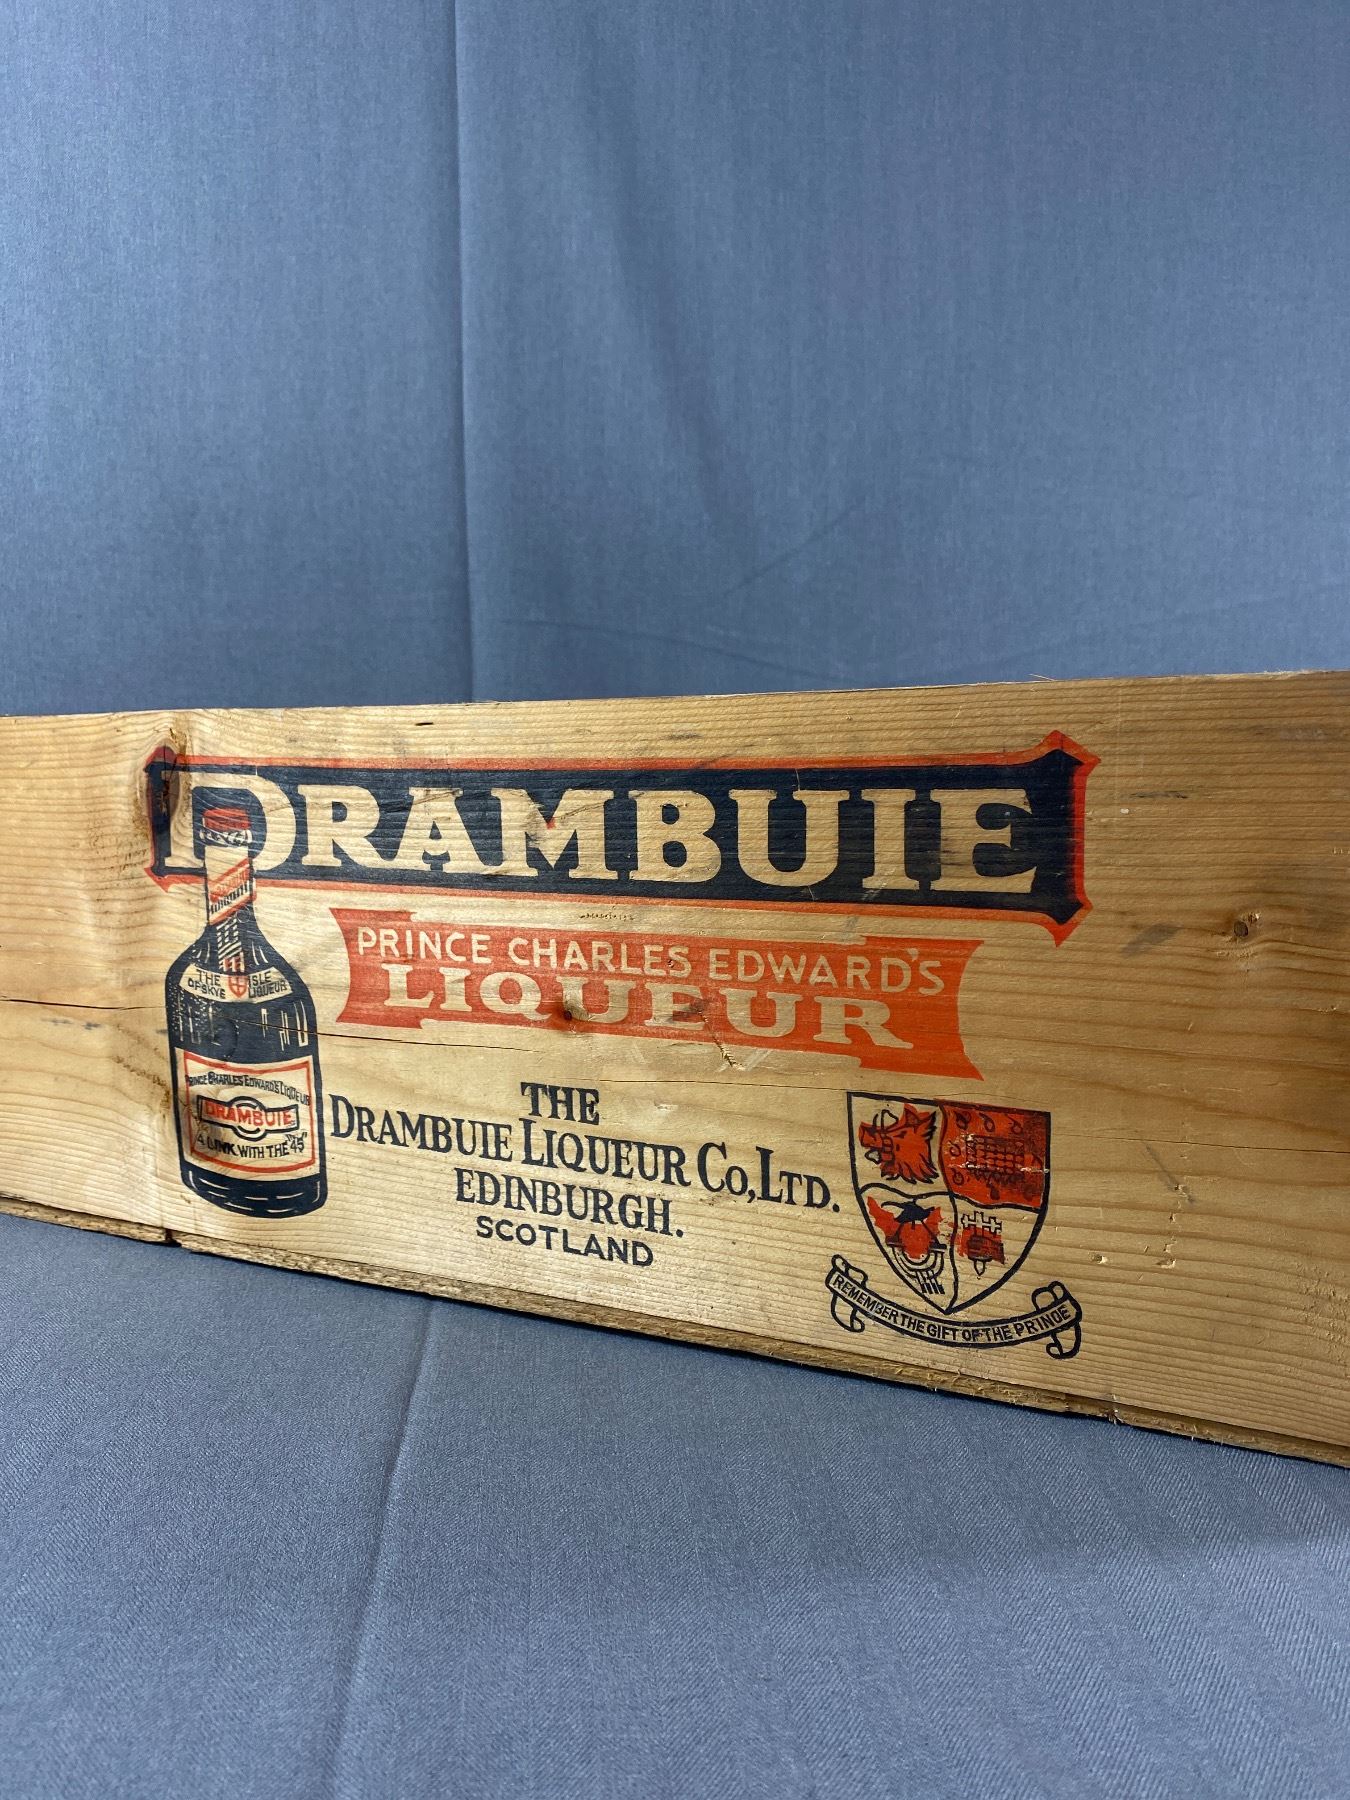 DRAMBUIE
PRINCE CHARLES EDWARD'S
LIQUEUR
THE ISLE
OF SKYE LIQUEUR
PRINCE CHARLES EDWARD'S LIQUEUR
DRAMBUIE
A LINK WITH THE "45"
THE
DRAMBUIE LIQUEUR Co., LTD.
EDINBURGH.
SCOTLAND
REMEMBER THE GIFT OF THE PRINCE